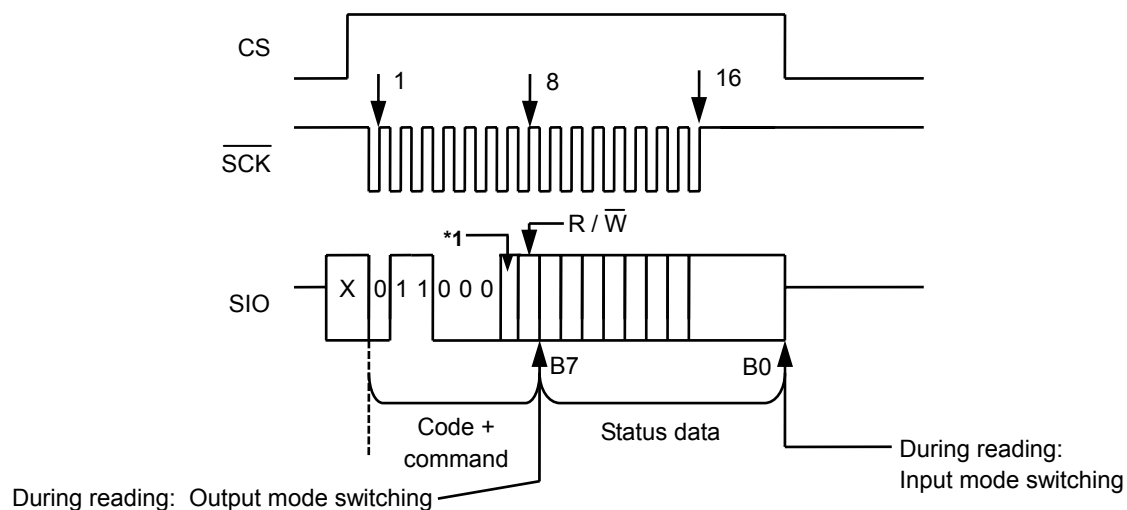 CS
1
8
16
S̅C̅K̅
*1
R / W̅
SIO
X 0 1 1 0 0 0
B7
B0
Code +
command
Status data
During reading:
Input mode switching
During reading: Output mode switching